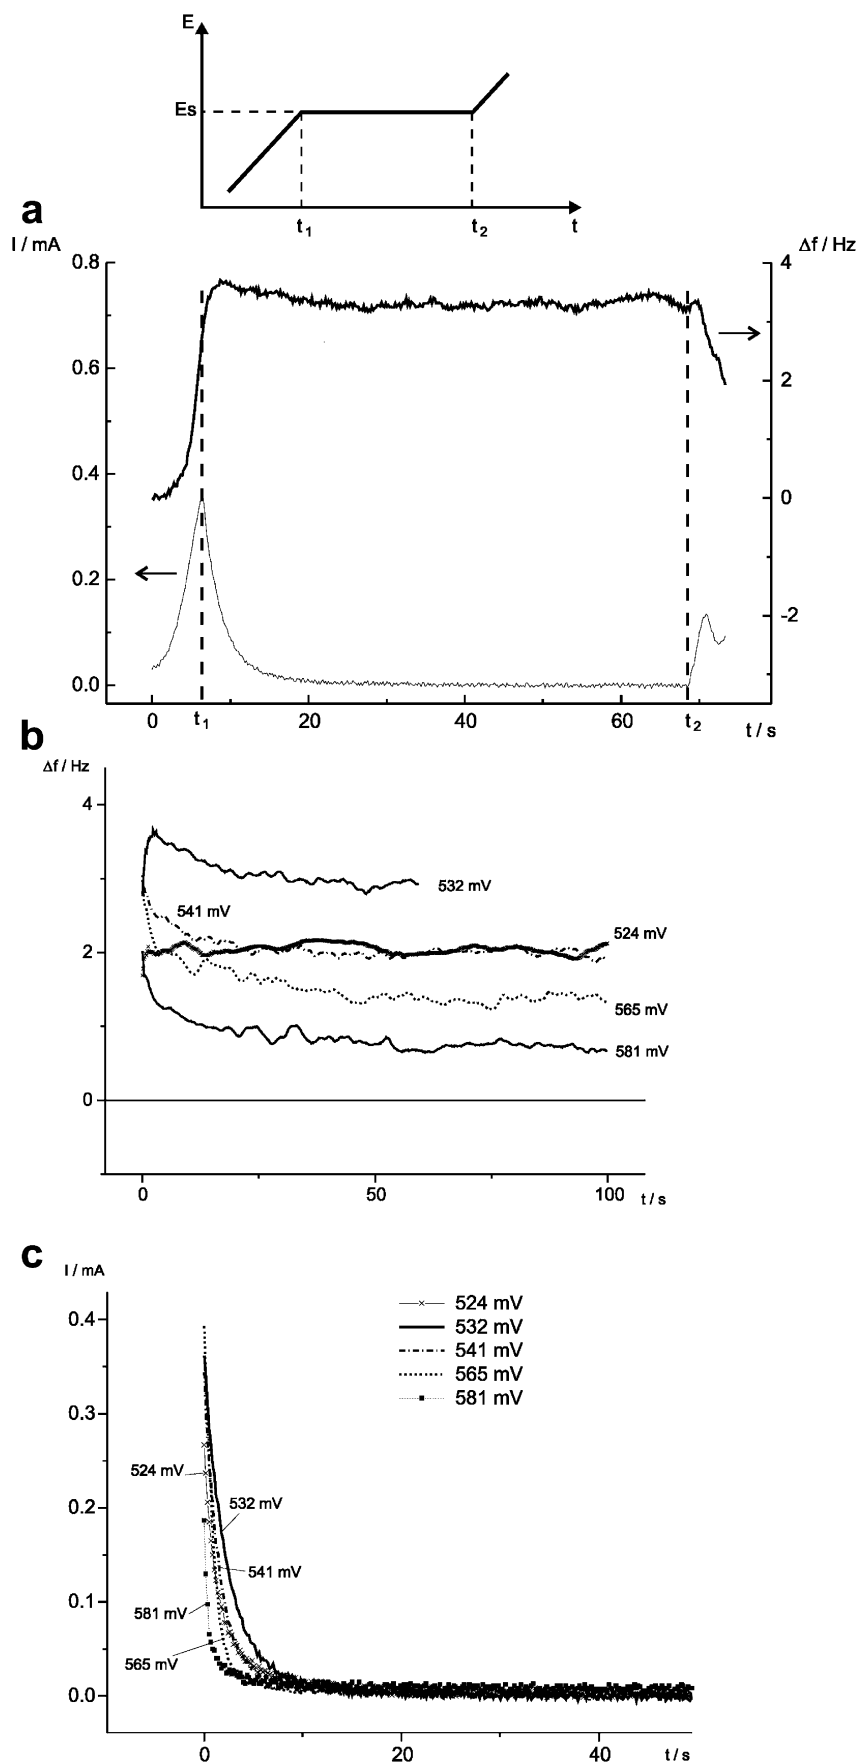 E
Es
t1 t2 t
a
I / mA Δf / Hz
0.8 4
0.6 2
0.4 0
0.2 -2
0.0
0 t1 20 40 60 t2 t / s
b
Δf / Hz
4
532 mV
541 mV
524 mV
2
565 mV
581 mV
0
0 50 100 t / s
c
I / mA
524 mV
532 mV
541 mV
565 mV
581 mV
0.4
0.3
524 mV
532 mV
0.2
541 mV
0.1
581 mV
565 mV
0.0
0 20 40 t / s